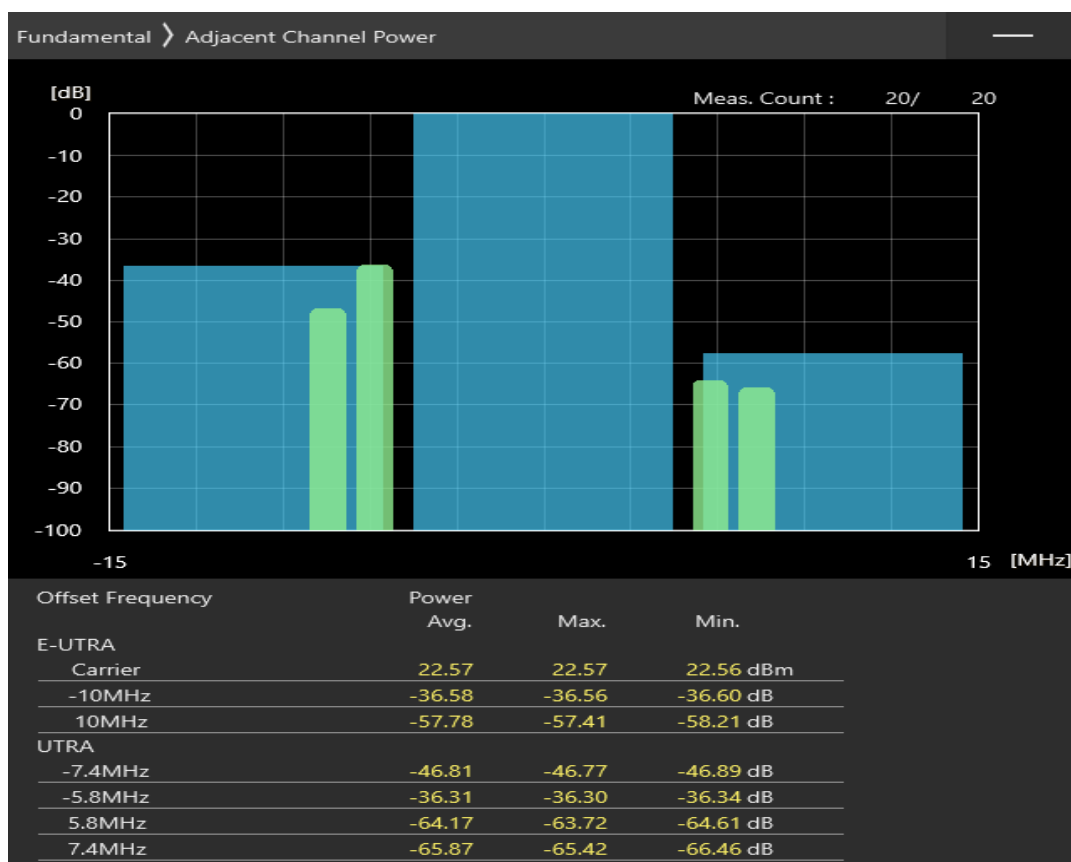 Fundamental ❯ Adjacent Channel Power
[dB]
Meas. Count : 20/ 20
0
-10
-20
-30
-40
-50
-60
-70
-80
-90
-100
-15 15 [MHz]
Offset Frequency Power
Avg. Max. Min.
E-UTRA
Carrier 22.57 22.57 22.56 dBm
-10MHz -36.58 -36.56 -36.60 dB
10MHz -57.78 -57.41 -58.21 dB
UTRA
-7.4MHz -46.81 -46.77 -46.89 dB
-5.8MHz -36.31 -36.30 -36.34 dB
5.8MHz -64.17 -63.72 -64.61 dB
7.4MHz -65.87 -65.42 -66.46 dB